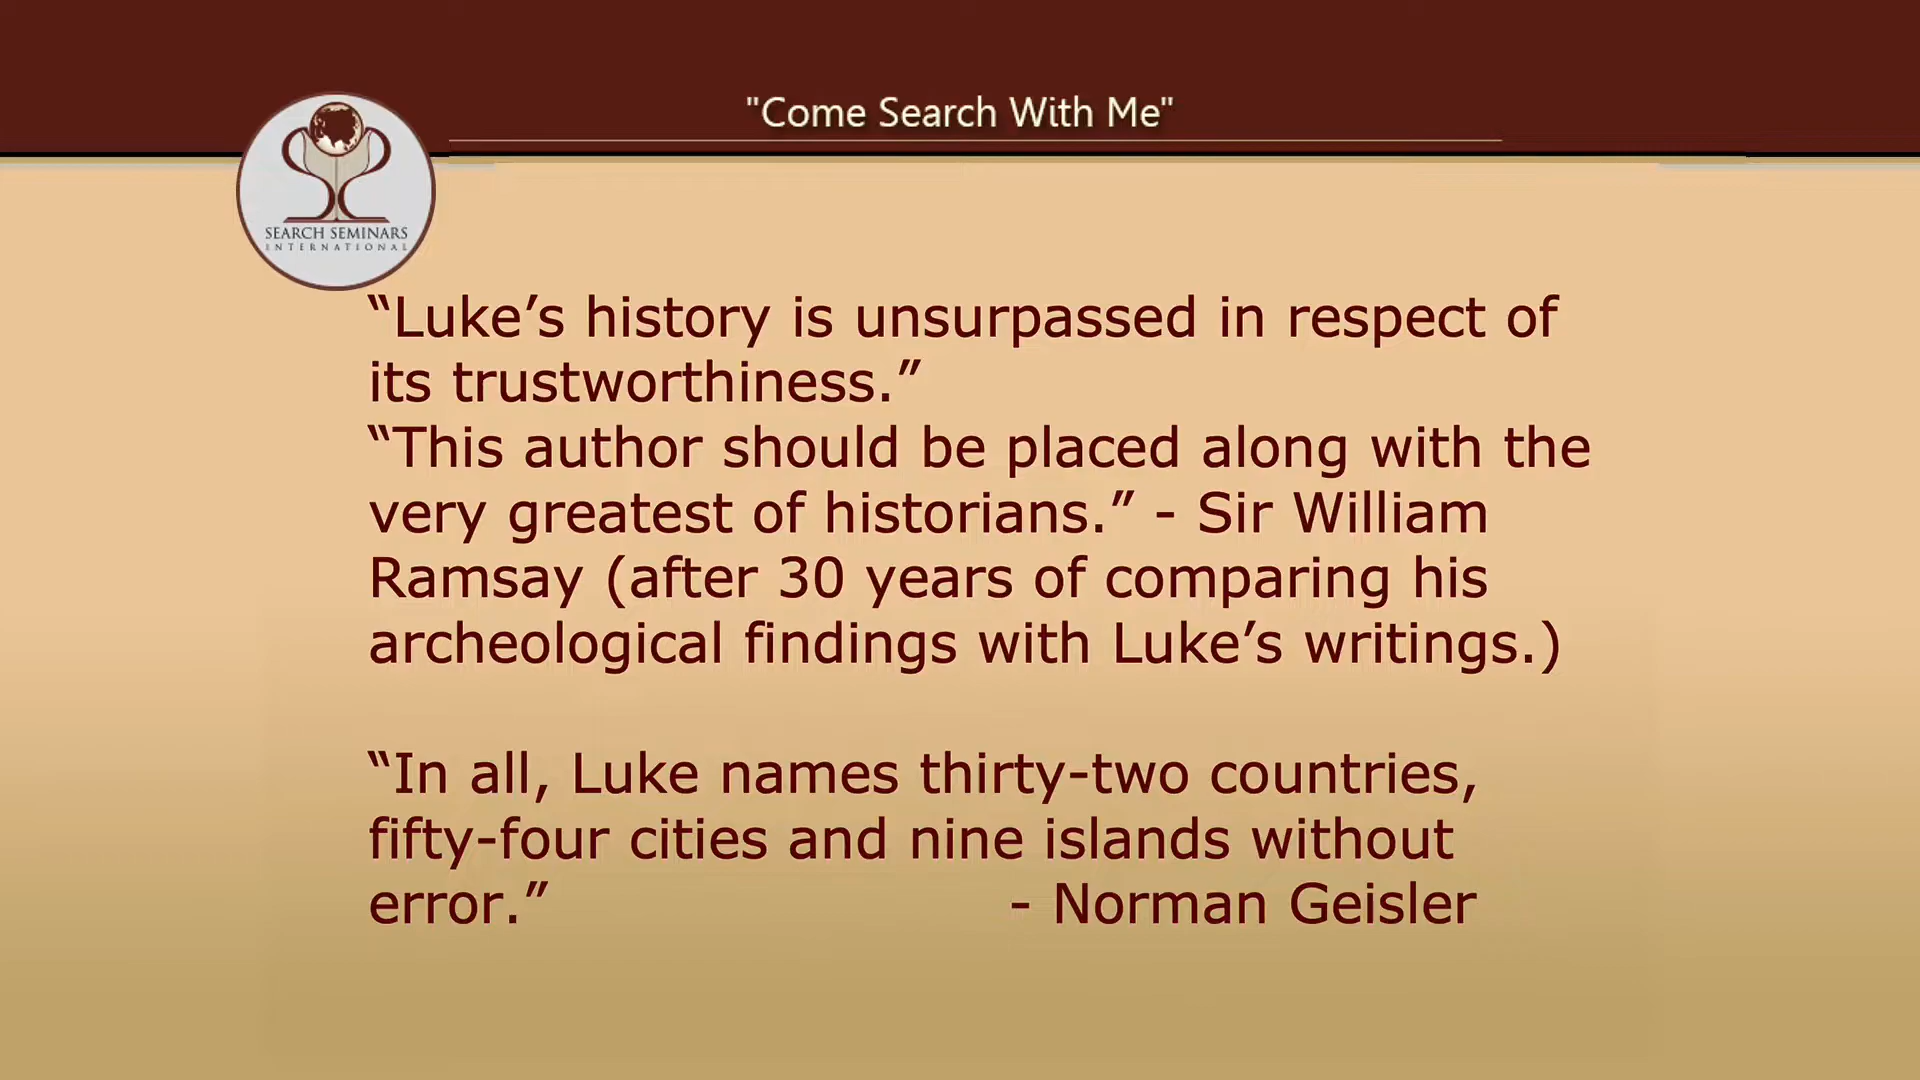 "Come Search With Me"
SEARCH SEMINARS
INTERNATIONAL
“Luke’s history is unsurpassed in respect of
its trustworthiness.”
“This author should be placed along with the
very greatest of historians.” - Sir William
Ramsay (after 30 years of comparing his
archeological findings with Luke’s writings.)
“In all, Luke names thirty-two countries,
fifty-four cities and nine islands without
error.” - Norman Geisler